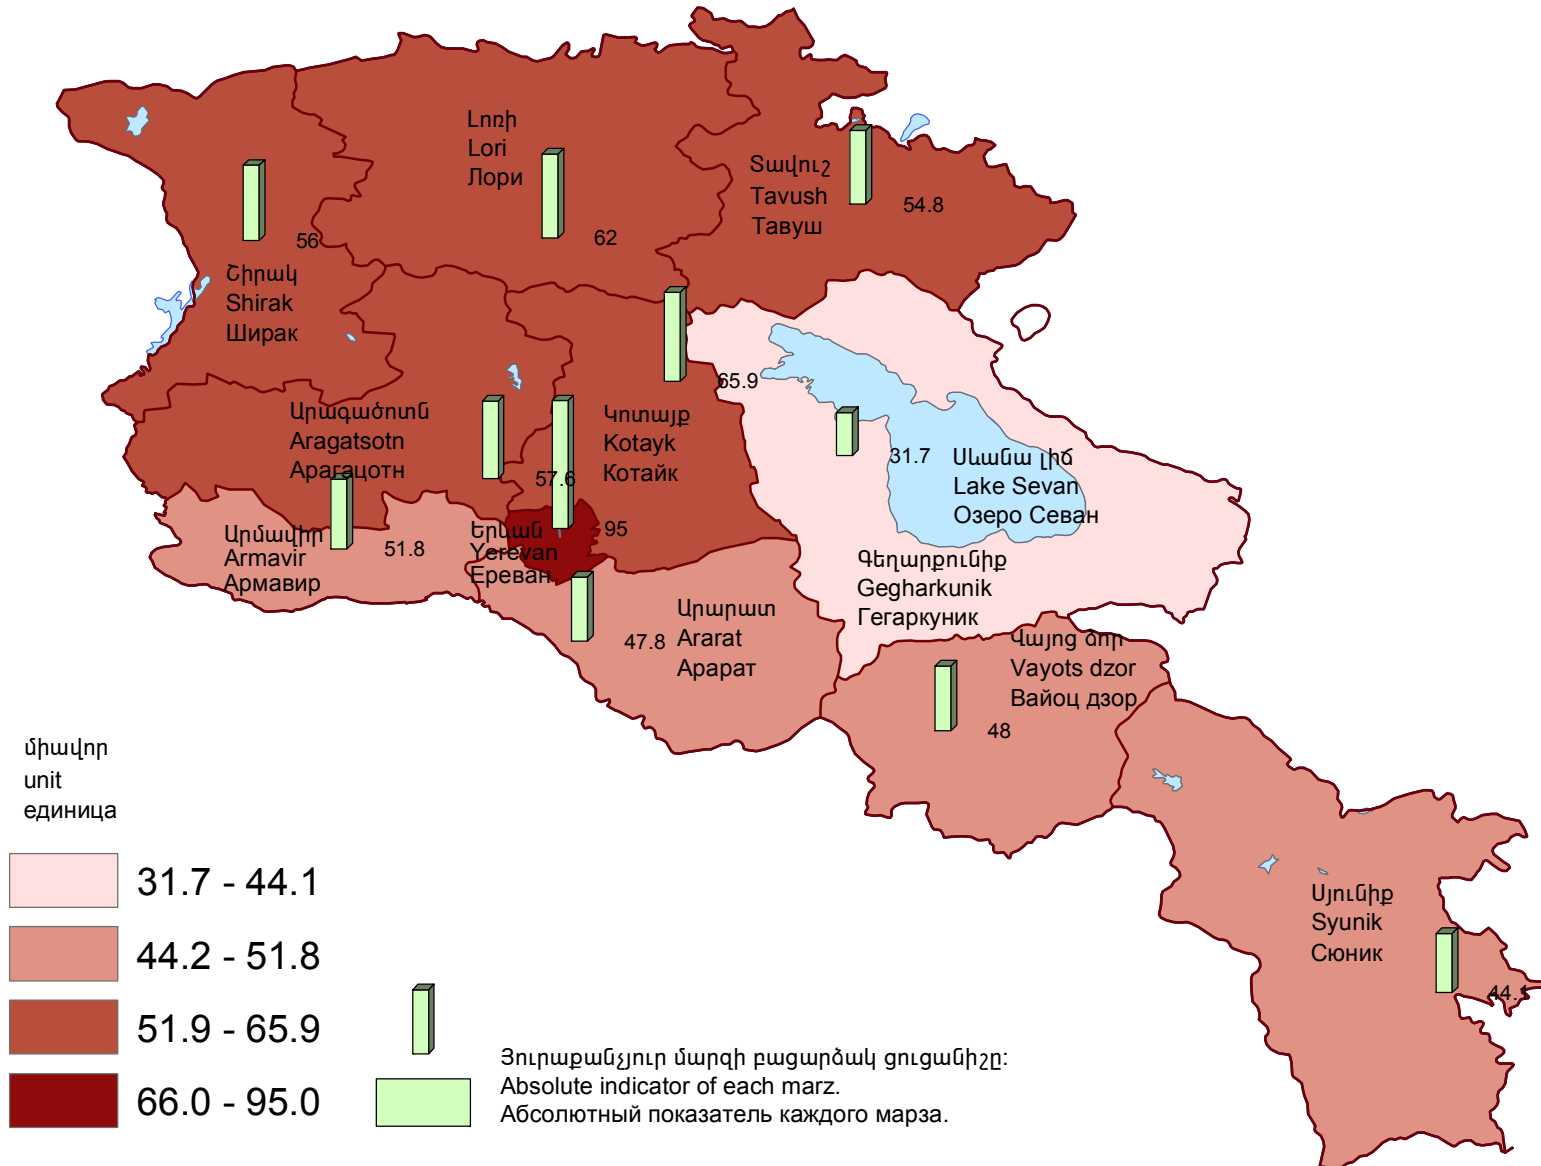 Լոռի
Lori
Лори
62
Տավուշ
Tavush
Тавуш
54.8
56
Շիրակ
Shirak
Ширак
65.9
Արագածոտն
Aragatsotn
Арагацотн
57.6
Կոտայք
Kotayk
Котайк
31.7
Սևանա լիճ
Lake Sevan
Озеро Севан
Արմավիր
Armavir
Армавир
51.8
Երևան
Yerevan
Ереван
95
Գեղարքունիք
Gegharkunik
Гегаркуник
Արարատ
Ararat
Арарат
47.8
Վայոց ձոր
Vayots dzor
Вайоц дзор
48
Սյունիք
Syunik
Сюник
44.1
միավոր
unit
единица
31.7 - 44.1
44.2 - 51.8
51.9 - 65.9
66.0 - 95.0
Յուրաքանչյուր մարզի բացարձակ ցուցանիշը:
Absolute indicator of each marz.
Абсолютный показатель каждого марза.